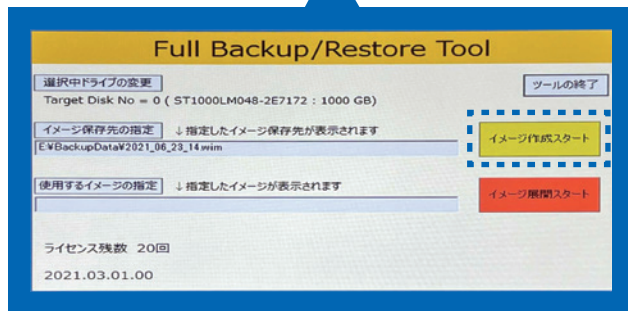 Full Backup/Restore Tool
選択中ドライブの変更
ツールの終了
Target Disk No = 0 ( ST1000LM048-2E7172 : 1000 GB)
イメージ保存先の指定 ↓指定したイメージ保存先が表示されます
イメージ作成スタート
E:¥BackupData¥2021_06_23_14.wim
使用するイメージの指定 ↓指定したイメージが表示されます
イメージ展開スタート
ライセンス残数 20回
2021.03.01.00